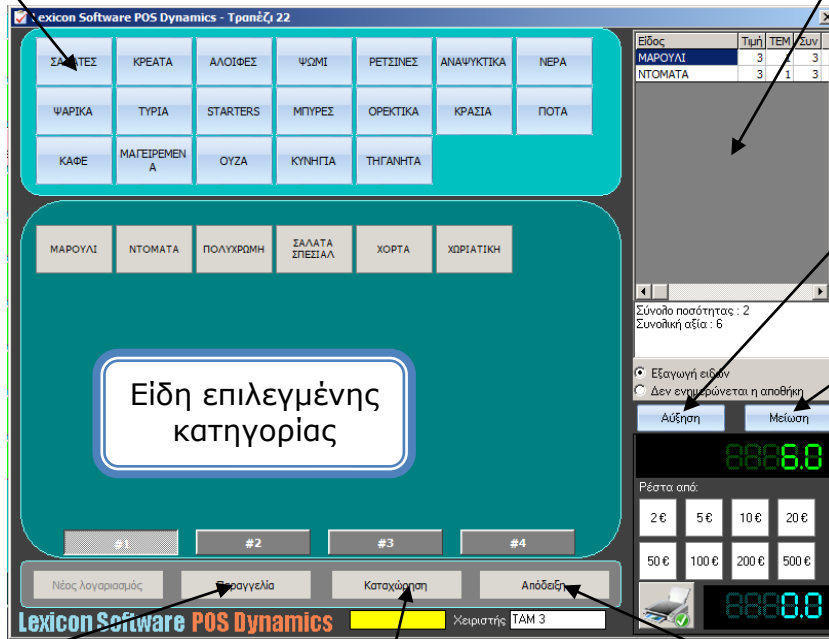 Lexicon Software POS Dynamics - Τραπέζι 22
ΣΑΛΑΤΕΣ ΚΡΕΑΤΑ ΑΛΟΙΦΕΣ ΨΩΜΙ ΡΕΤΣΙΝΕΣ ΑΝΑΨΥΚΤΙΚΑ ΝΕΡΑ
ΨΑΡΙΚΑ ΤΥΡΙΑ STARTERS ΜΠΥΡΕΣ ΟΡΕΚΤΙΚΑ ΚΡΑΣΙΑ ΠΟΤΑ
ΚΑΦΕ ΜΑΓΕΙΡΕΜΕΝ
Α ΟΥΖΑ ΚΥΝΗΓΙΑ ΤΗΓΑΝΗΤΑ
ΜΑΡΟΥΛΙ ΝΤΟΜΑΤΑ ΠΟΛΥΧΡΩΜΗ ΣΑΛΑΤΑ
ΣΠΕΣΙΑΛ ΧΟΡΤΑ ΧΩΡΙΑΤΙΚΗ
Είδη επιλεγμένης
κατηγορίας
#1 #2 #3 #4
Νέος λογαριασμός Παραγγελία Καταχώρηση Απόδειξη
Lexicon Software POS Dynamics Χειριστής ΤΑΜ 3
Είδος Τιμή ΤΕΜ Συν
ΜΑΡΟΥΛΙ 3 1 3
ΝΤΟΜΑΤΑ 3 1 3
Σύνολο ποσότητας : 2
Συνολική αξία : 6
Εξαγωγή ειδών
Δεν ενημερώνεται η αποθήκη
Αύξηση Μείωση
6.0
Ρέστα από:
2 € 5 € 10 € 20 €
50 € 100 € 200 € 500 €
0.0